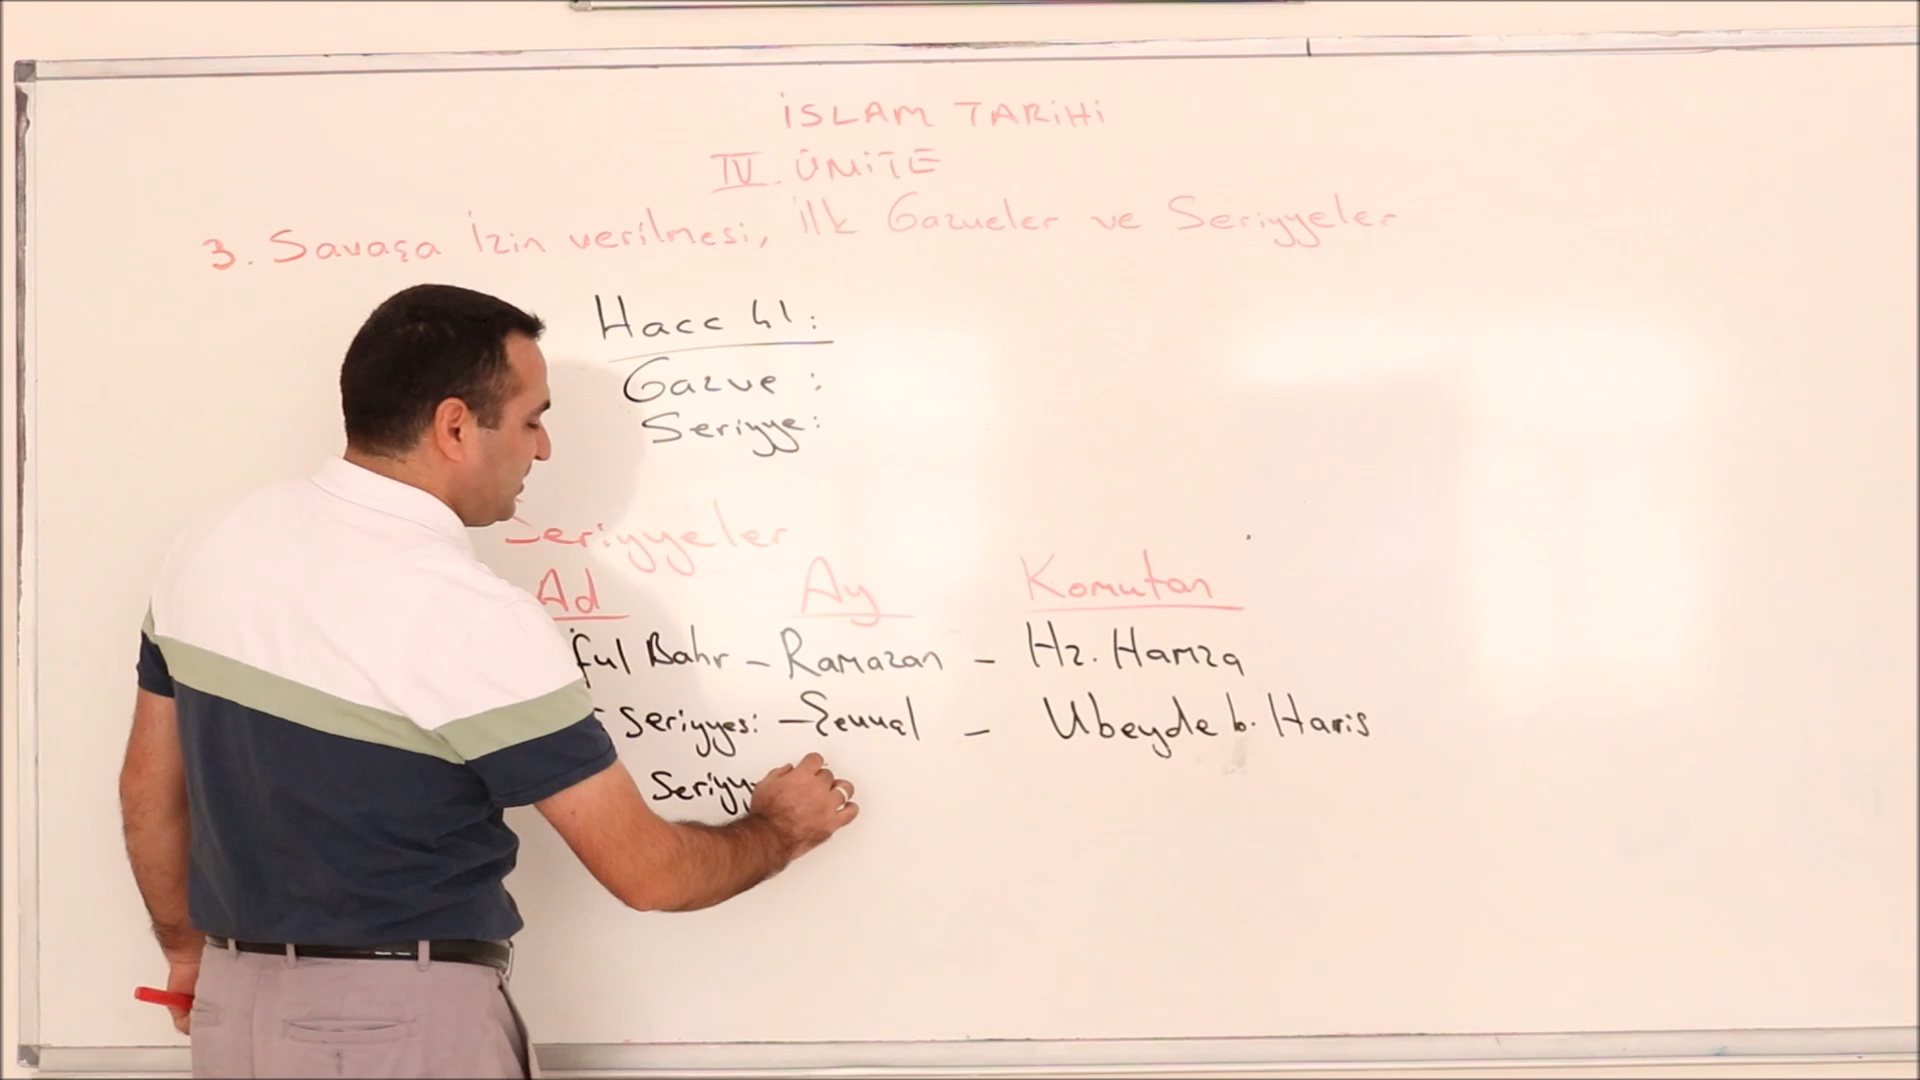 İSLAM TARİHİ
IV. ÜNİTE
3. Savaşa İzin verilmesi, İlk Gazveler ve Seriyyeler
Hacc 41:
Gazve :
Seriyye:
Seriyyeler
Ad Ay Komutan
ful Bahr - Ramazan - Hz. Hamza
Seriyyesi - Şevval - Ubeyde b. Haris
Seriyy